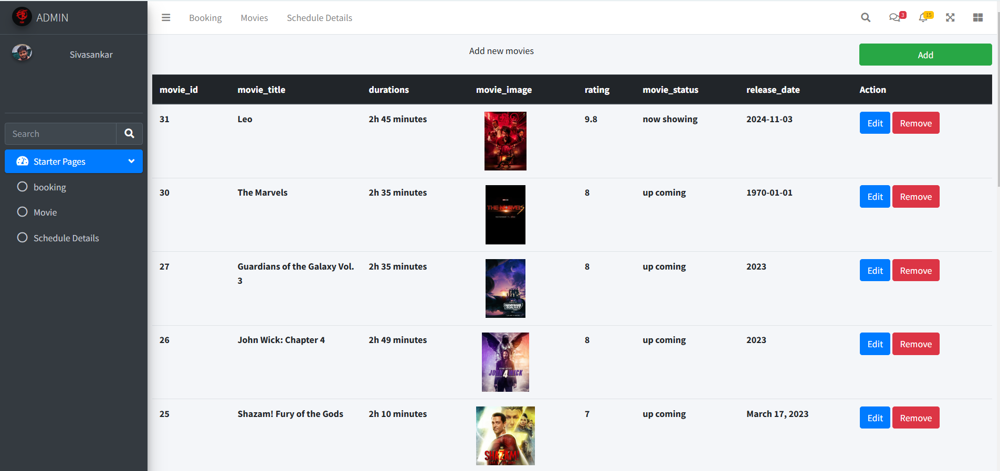 ADMIN
Booking
Movies
Schedule Details
3
15
Sivasankar
Add new movies
Add
Search
Starter Pages
booking
Movie
Schedule Details
movie_id movie_title durations movie_image rating movie_status release_date Action
31 Leo 2h 45 minutes 9.8 now showing 2024-11-03 Edit Remove
30 The Marvels 2h 35 minutes 8 up coming 1970-01-01 Edit Remove
THE MARVELS
27 Guardians of the Galaxy Vol. 2h 35 minutes 8 up coming 2023 Edit Remove
3
GUARDIANS
GALAXY
26 John Wick: Chapter 4 2h 49 minutes 8 up coming 2023 Edit Remove
JOHN 4 WICK
25 Shazam! Fury of the Gods 2h 10 minutes 7 up coming March 17, 2023 Edit Remove
SHAZAM!